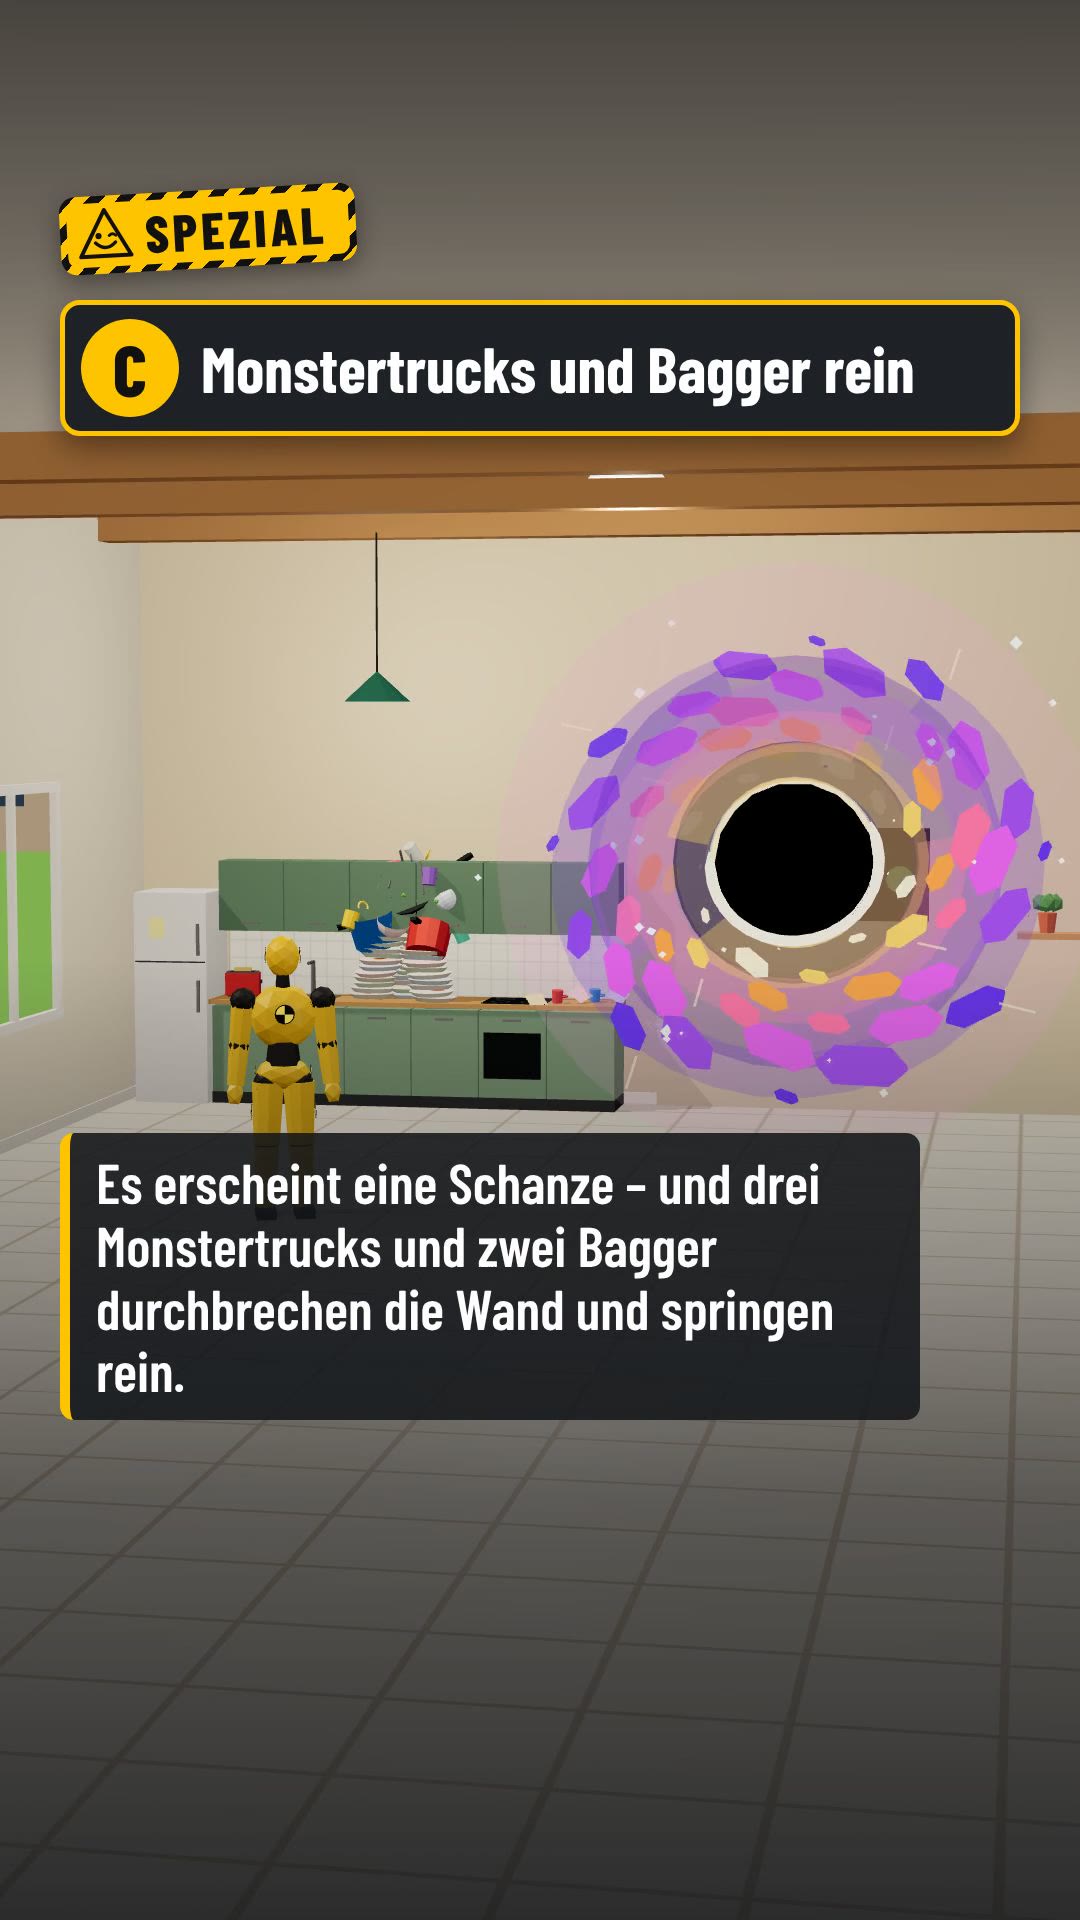 SPEZIAL
C Monstertrucks und Bagger rein
Es erscheint eine Schanze – und drei
Monstertrucks und zwei Bagger
durchbrechen die Wand und springen
rein.